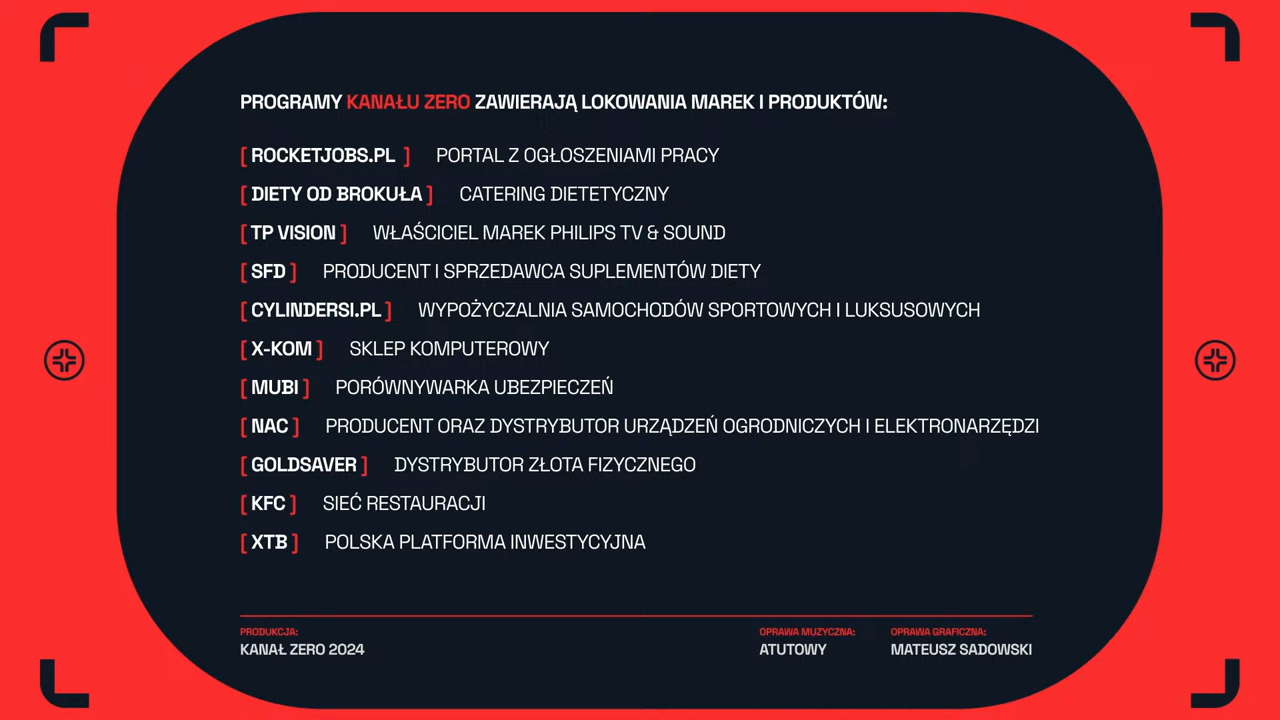 PROGRAMY KANAŁU ZERO ZAWIERAJĄ LOKOWANIA MAREK I PRODUKTÓW:
[ ROCKETJOBS.PL ] PORTAL Z OGŁOSZENIAMI PRACY
[ DIETY OD BROKUŁA ] CATERING DIETETYCZNY
[ TP VISION ] WŁAŚCICIEL MAREK PHILIPS TV & SOUND
[ SFD ] PRODUCENT I SPRZEDAWCA SUPLEMENTÓW DIETY
[ CYLINDERSI.PL ] WYPOŻYCZALNIA SAMOCHODÓW SPORTOWYCH I LUKSUSOWYCH
[ X-KOM ] SKLEP KOMPUTEROWY
[ MUBI ] PORÓWNYWARKA UBEZPIECZEŃ
[ NAC ] PRODUCENT ORAZ DYSTRYBUTOR URZĄDZEŃ OGRODNICZYCH I ELEKTRONARZĘDZI
[ GOLDSAVER ] DYSTRYBUTOR ZŁOTA FIZYCZNEGO
[ KFC ] SIEĆ RESTAURACJI
[ XTB ] POLSKA PLATFORMA INWESTYCYJNA
PRODUKCJA: OPRAWA MUZYCZNA: OPRAWA GRAFICZNA:
KANAŁ ZERO 2024 ATUTOWY MATEUSZ SADOWSKI